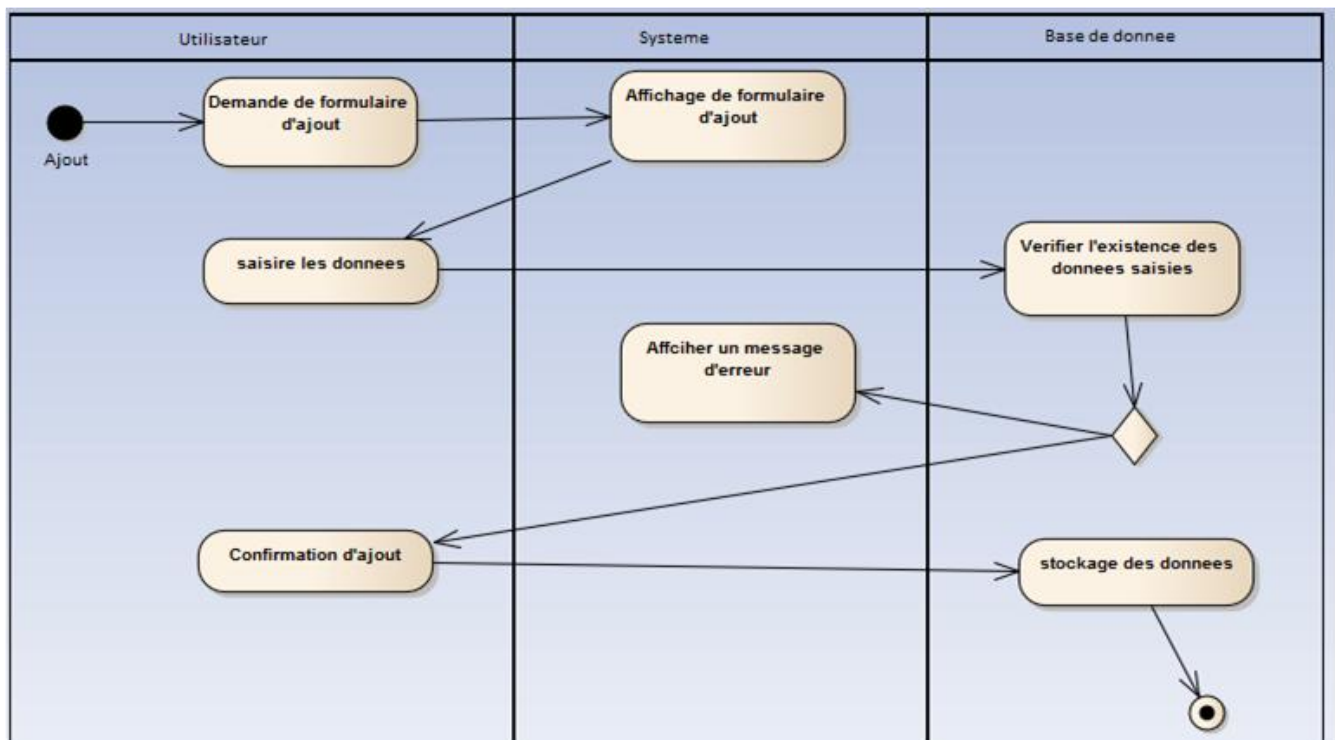 Utilisateur
Systeme
Base de donnee
Ajout
Demande de formulaire
d'ajout
Affichage de formulaire
d'ajout
saisire les donnees
Verifier l'existence des
donnees saisies
Affciher un message
d'erreur
Confirmation d'ajout
stockage des donnees